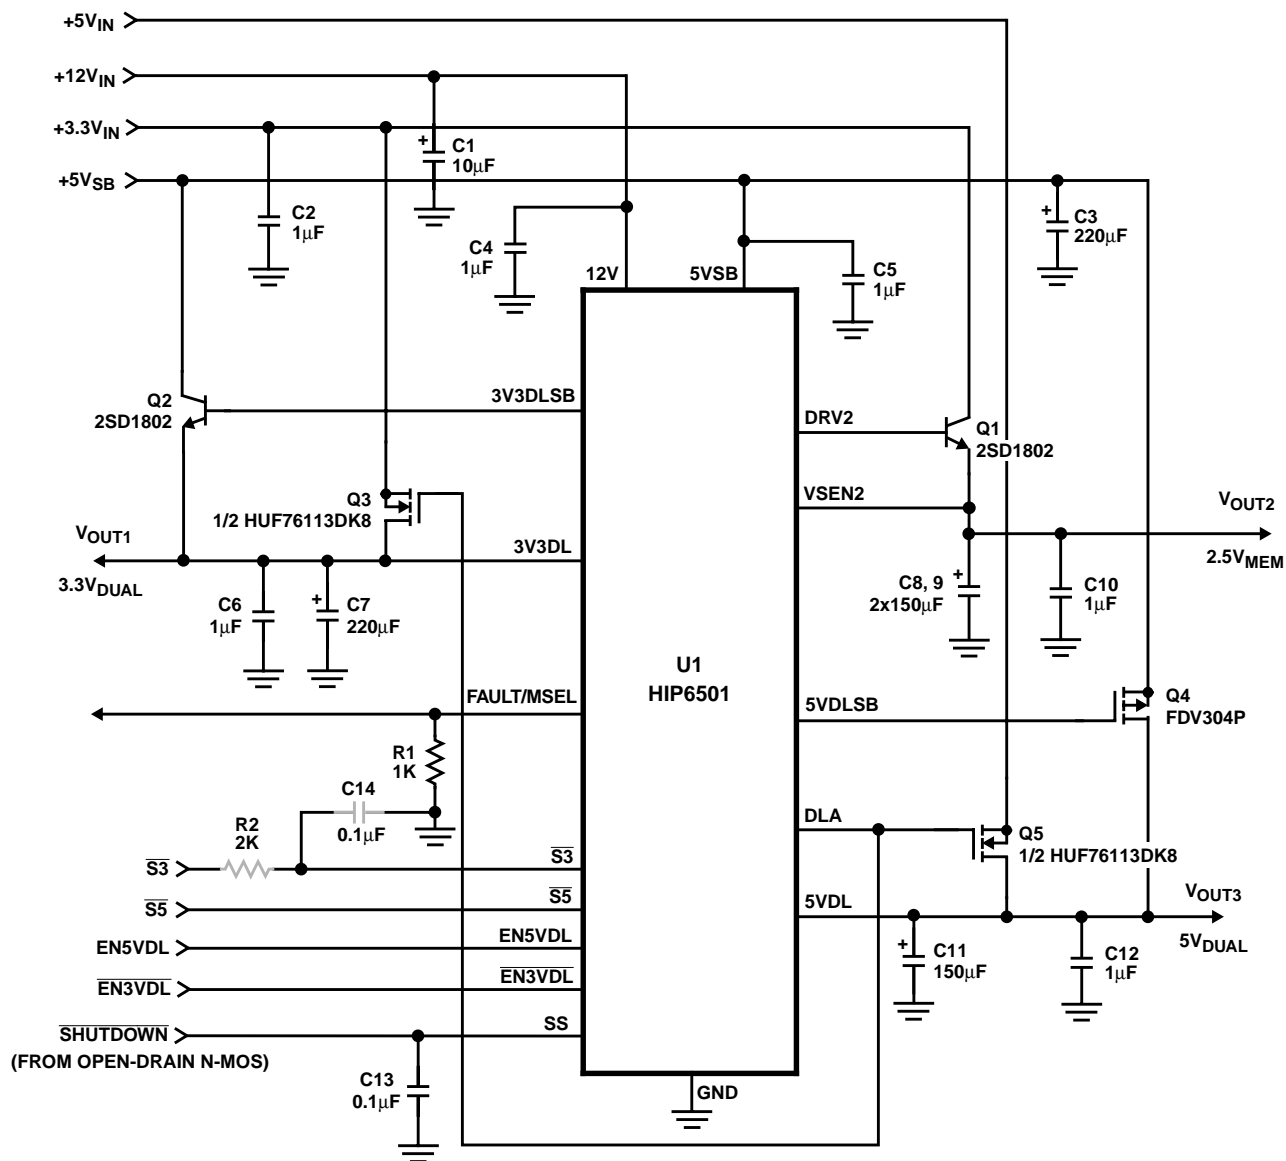 +5VIN
+12VIN
+3.3VIN
+5VSB
+ C1
10μF
C2
1μF
+ C3
220μF
C4
1μF
C5
1μF
12V
5VSB
Q2
2SD1802
3V3DLSB
DRV2
Q1
2SD1802
Q3
1/2 HUF76113DK8
VSEN2
VOUT1
3.3VDUAL
3V3DL
VOUT2
2.5VMEM
C6
1μF
+ C7
220μF
C8, 9 +
2x150μF
C10
1μF
U1
HIP6501
FAULT/MSEL
5VDLSB
Q4
FDV304P
R1
1K
C14
0.1μF
R2
2K
DLA
Q5
1/2 HUF76113DK8
S3
S3
S5
S5
5VDL
VOUT3
5VDUAL
EN5VDL
EN5VDL
EN3VDL
EN3VDL
+ C11
150μF
C12
1μF
SHUTDOWN
SS
(FROM OPEN-DRAIN N-MOS)
C13
0.1μF
GND